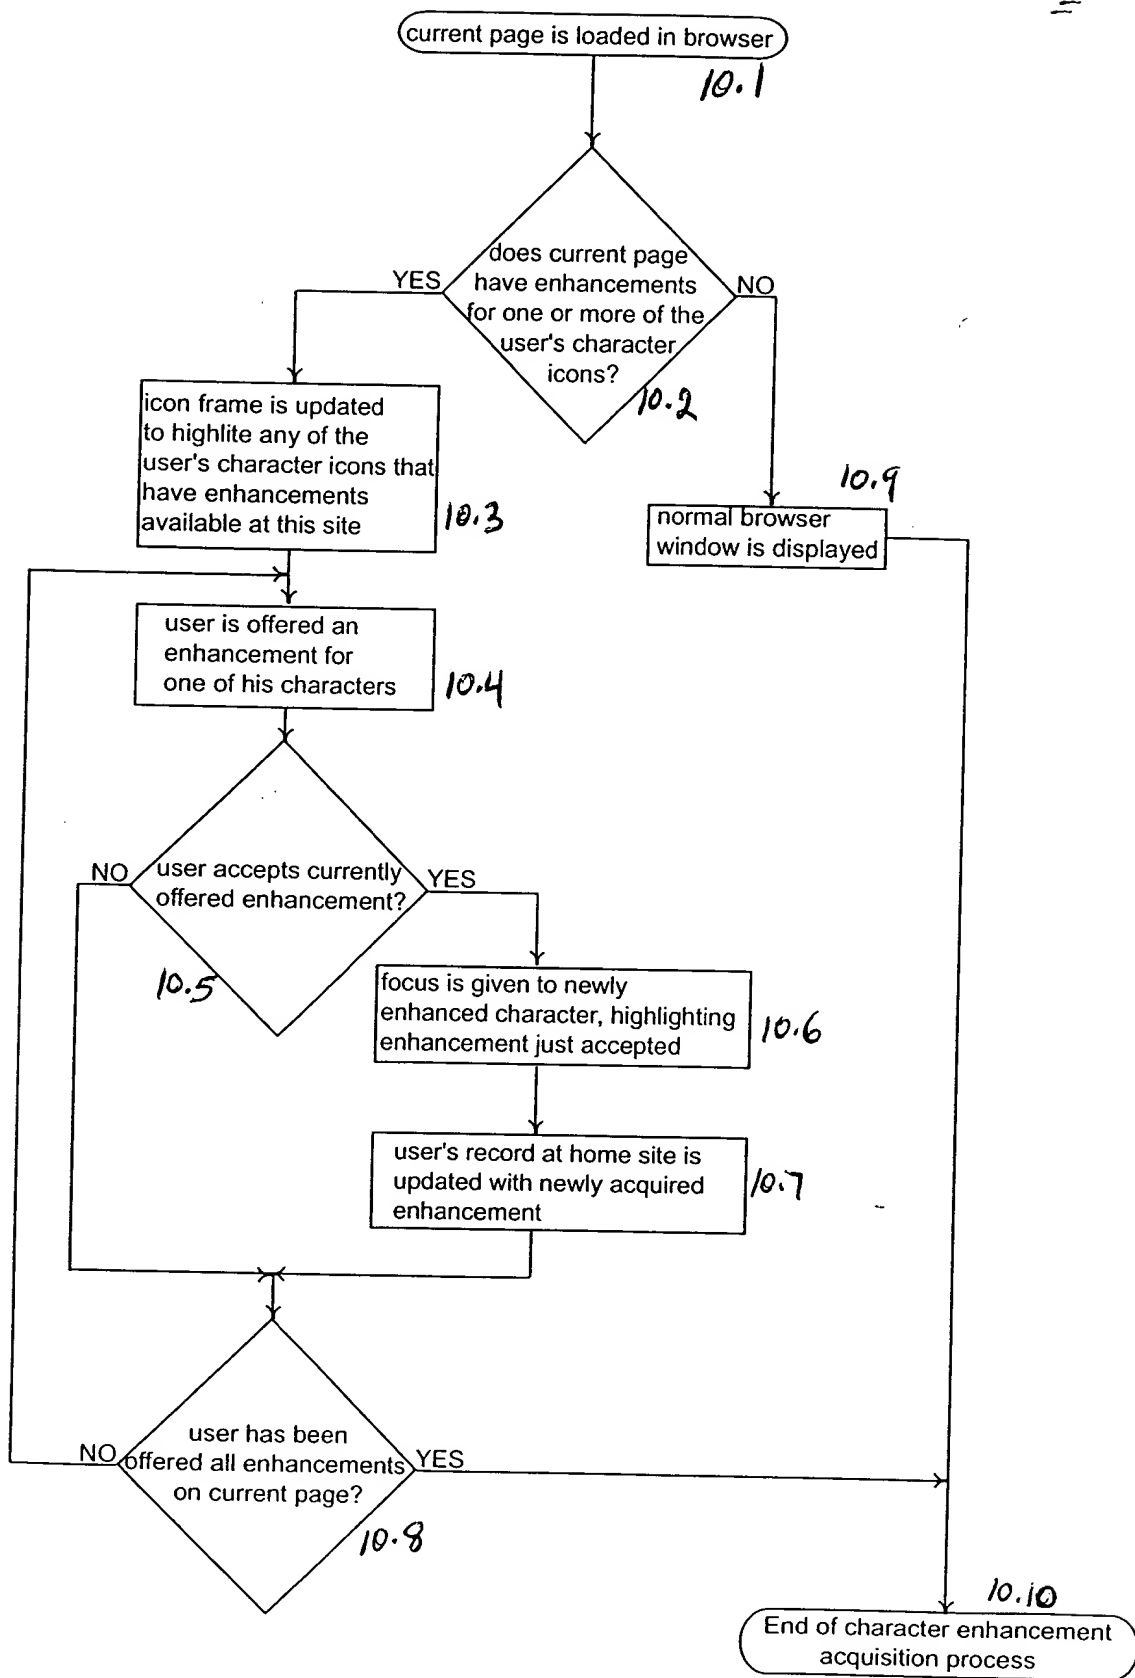 current page is loaded in browser
10.1
does current page
have enhancements
for one or more of the
user's character
icons?
YES
NO
10.2
icon frame is updated
to highlite any of the
user's character icons that
have enhancements
available at this site
10.3
10.9
normal browser
window is displayed
user is offered an
enhancement for
one of his characters
10.4
NO
user accepts currently
offered enhancement?
YES
10.5
focus is given to newly
enhanced character, highlighting
enhancement just accepted
10.6
user's record at home site is
updated with newly acquired
enhancement
10.7
user has been
NO
offered all enhancements
YES
on current page?
10.8
10.10
End of character enhancement
acquisition process